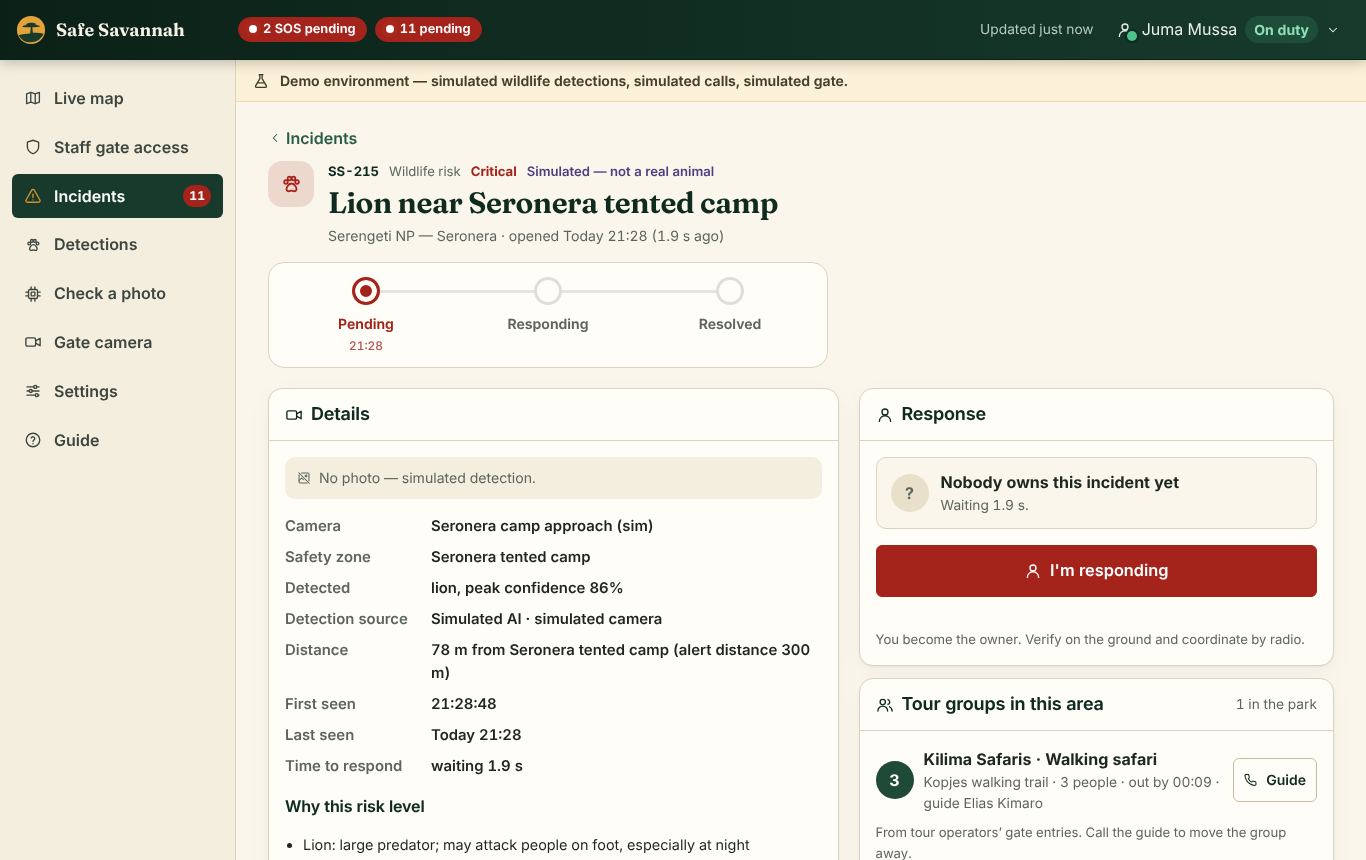 Safe Savannah
2 SOS pending
11 pending
Updated just now
Juma Mussa
On duty
Live map
Staff gate access
Incidents
11
Detections
Check a photo
Gate camera
Settings
Guide
Demo environment — simulated wildlife detections, simulated calls, simulated gate.
Incidents
SS-215 Wildlife risk Critical Simulated — not a real animal
Lion near Seronera tented camp
Serengeti NP — Seronera · opened Today 21:28 (1.9 s ago)
Pending
21:28
Responding
Resolved
Details
No photo — simulated detection.
Camera Seronera camp approach (sim)
Safety zone Seronera tented camp
Detected lion, peak confidence 86%
Detection source Simulated AI · simulated camera
Distance 78 m from Seronera tented camp (alert distance 300
m)
First seen 21:28:48
Last seen Today 21:28
Time to respond waiting 1.9 s
Why this risk level
• Lion: large predator; may attack people on foot, especially at night
Response
?
Nobody owns this incident yet
Waiting 1.9 s.
I'm responding
You become the owner. Verify on the ground and coordinate by radio.
Tour groups in this area
1 in the park
3
Kilima Safaris · Walking safari
Kopjes walking trail · 3 people · out by 00:09 ·
guide Elias Kimaro
Guide
From tour operators’ gate entries. Call the guide to move the group
away.